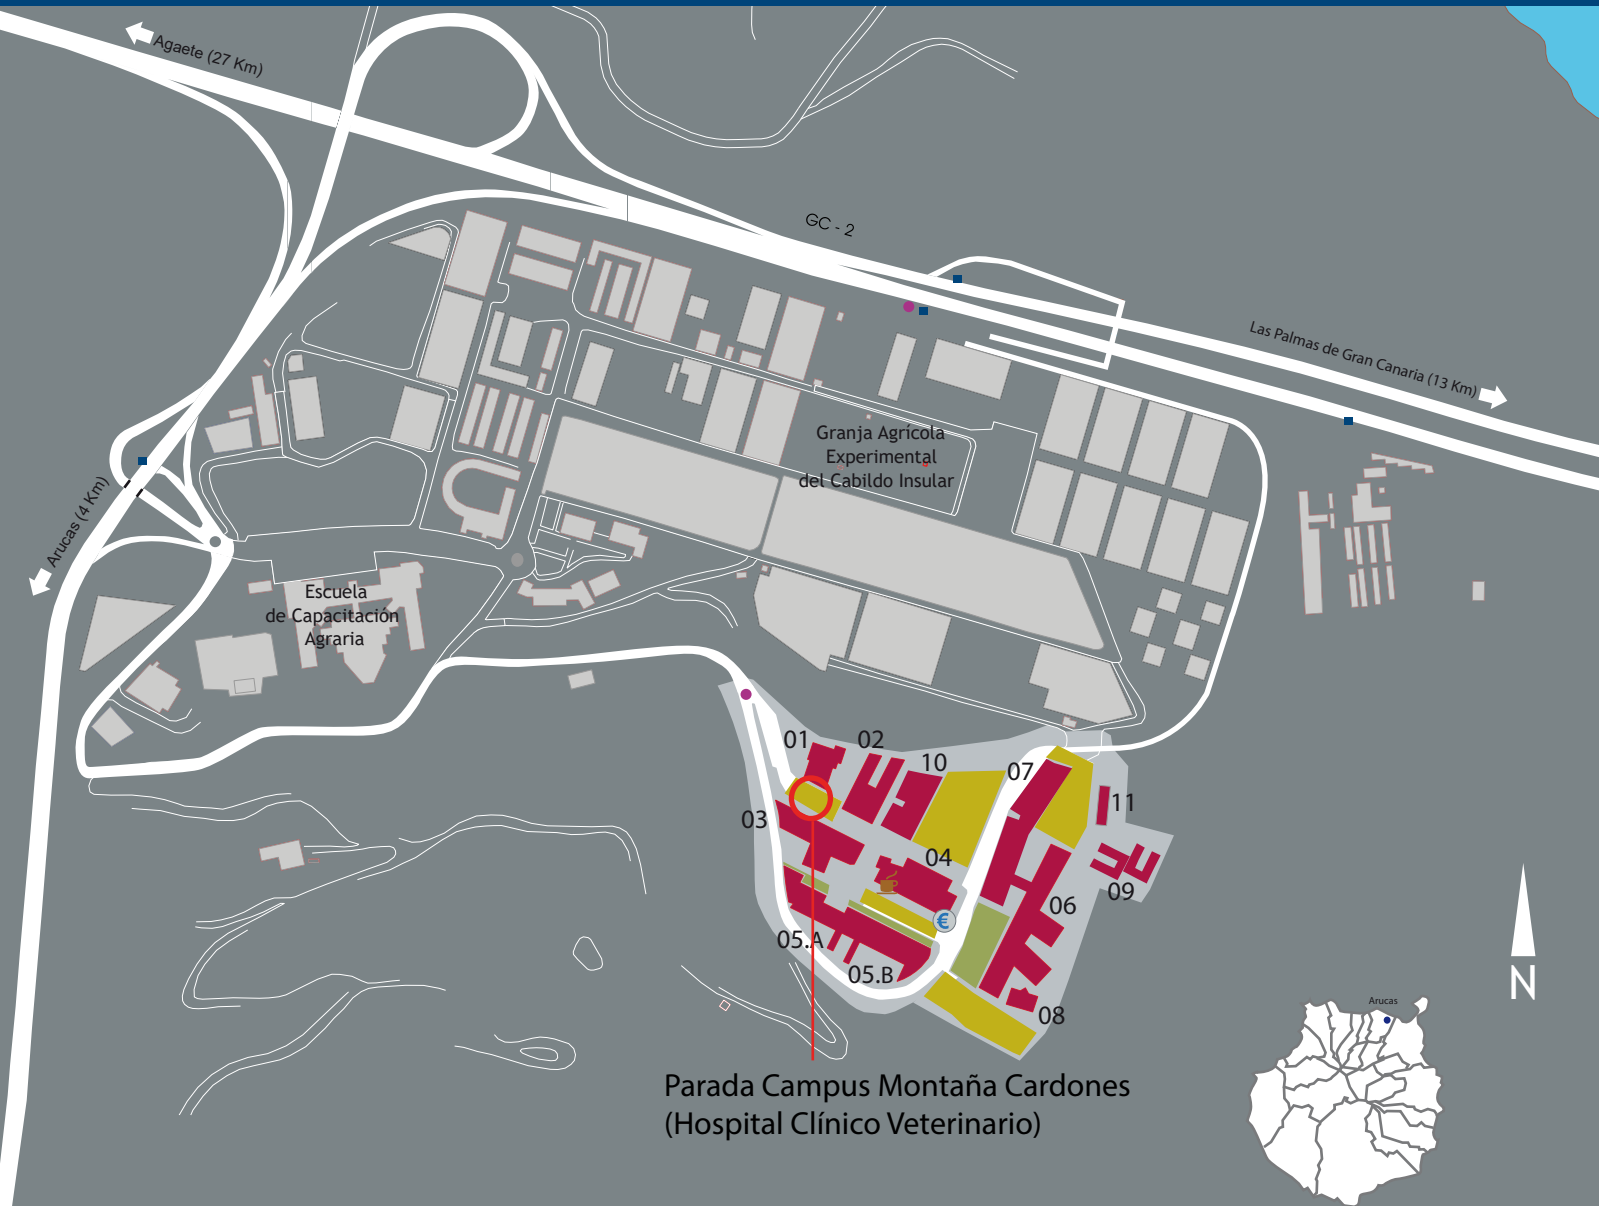 Agaete (27 Km)
GC - 2
Las Palmas de Gran Canaria (13 Km)
Granja Agrícola
Experimental
del Cabildo Insular
Arucas (4 Km)
Escuela
de Capacitación
Agraria
01
02
10
07
11
03
04
09
06
€
05.A
05.B
08
N
Arucas
Parada Campus Montaña Cardones
(Hospital Clínico Veterinario)